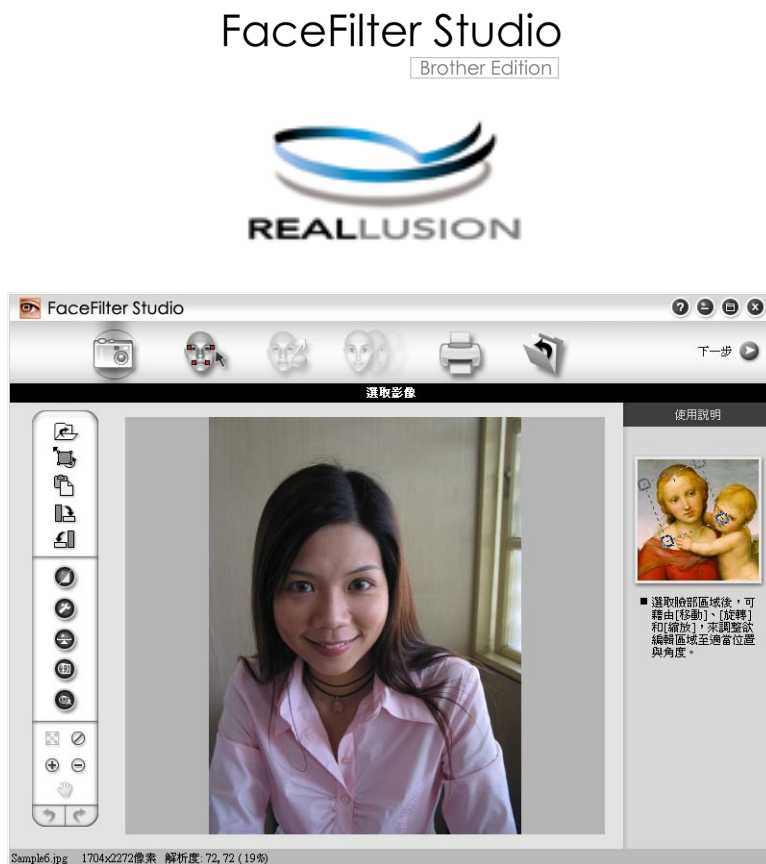 FaceFilter Studio
Brother Edition
REALLUSION
FaceFilter Studio
下一步
選取影像
使用說明
■ 選取臉部區域後，可
藉由[移動]、[旋轉]
和[縮放]，來調整欲
編輯區域至適當位置
與角度。
Sample6.jpg 1704x2272像素 解析度: 72, 72 (19%)